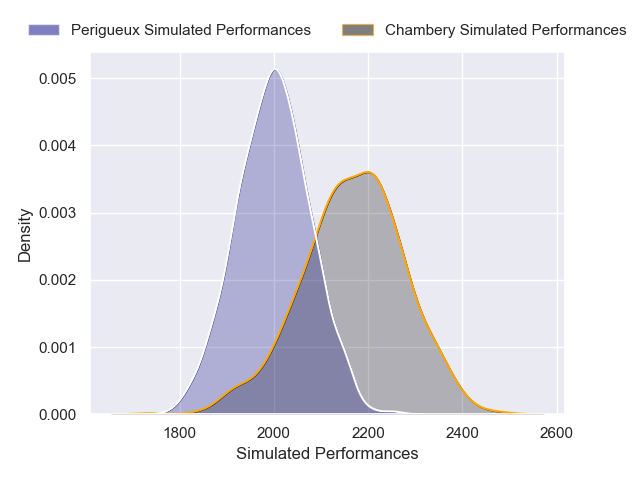 Perigueux Simulated Performances
Chambery Simulated Performances
0.005
0.004
0.003
0.002
0.001
0.000
Density
1800
2000
2200
2400
2600
Simulated Performances